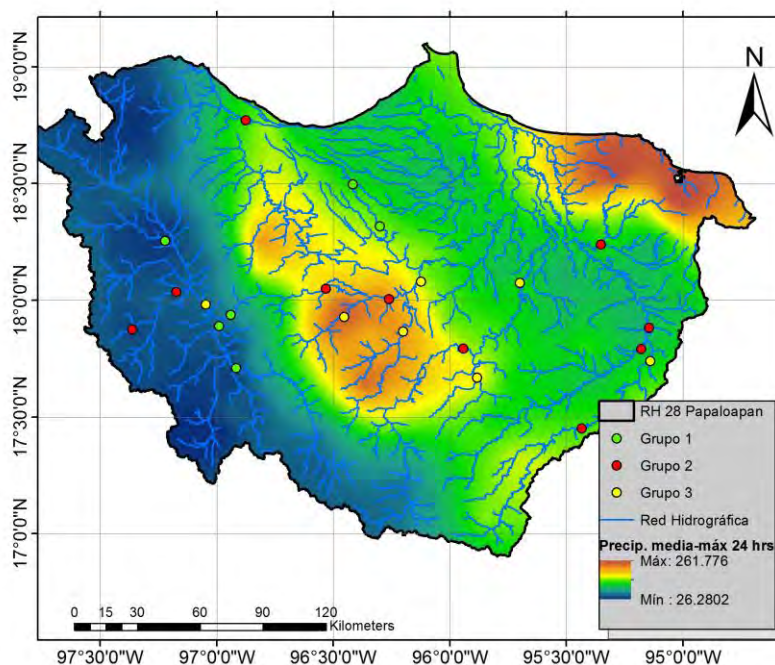 N
19°0'0"N
18°30'0"N
18°0'0"N
17°30'0"N
17°0'0"N
RH 28 Papaloapan
Grupo 1
Grupo 2
Grupo 3
Red Hidrográfica
Precip. media-máx 24 hrs
Máx: 261.776
Mín : 26.2802
0 15 30 60 90 120
Kilometers
97°30'0"W 97°0'0"W 96°30'0"W 96°0'0"W 95°30'0"W 95°0'0"W